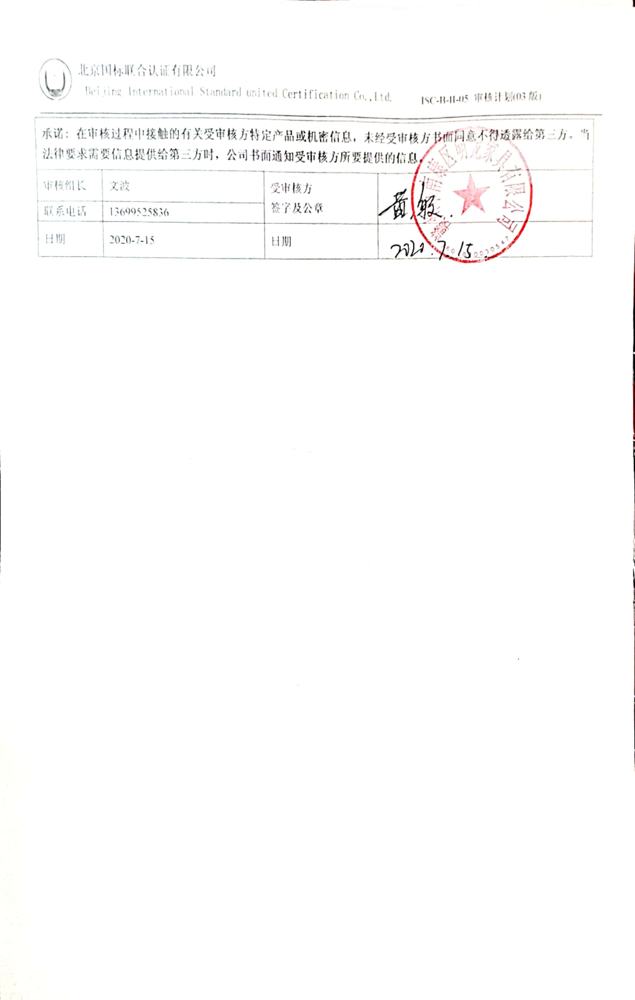 北京国标联合认证有限公司
Beijing International Standard united Certification Co.,Ltd.
ISC-B-II-05 审核计划(03 版)
承诺：在审核过程中接触的有关受审核方特定产品或机密信息，未经受审核方书面同意不得透露给第三方。当
法律要求需要信息提供给第三方时，公司书面通知受审核方所要提供的信息。
审核组长 文波
受审核方
签字及公章
黄
联系电话 13699525836
日期 2020-7-15 日期 2020.7.15.
南康区明龙家具有限公司